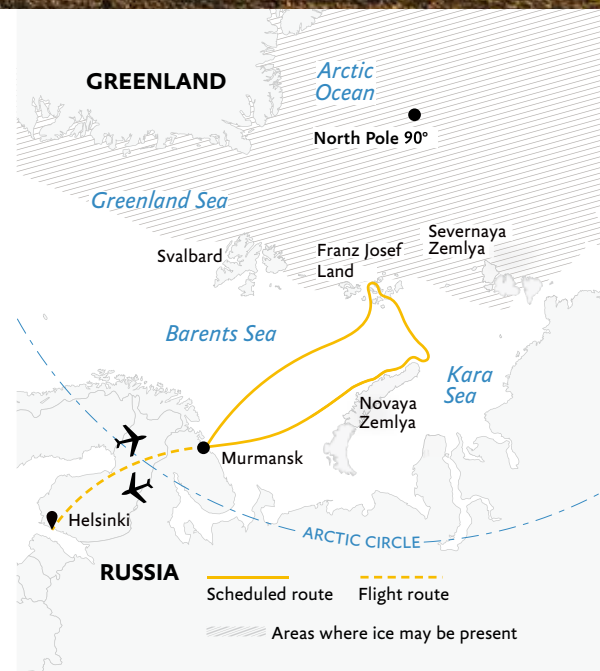 GREENLAND
Arctic
Ocean
North Pole 90°
Greenland Sea
Svalbard
Franz Josef
Land
Severnaya
Zemlya
Barents Sea
Kara
Sea
Novaya
Zemlya
Murmansk
Helsinki
ARCTIC CIRCLE
RUSSIA
Scheduled route
Flight route
Areas where ice may be present